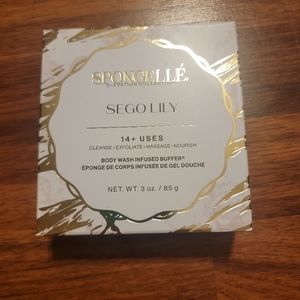 SPONGELLÉ.
ELEVATION COLLECTION
SEGO LILY
14+ USES
CLEANSE • EXFOLIATE • MASSAGE • NOURISH
BODY WASH INFUSED BUFFER®
ÉPONGE DE CORPS INFUSÉE DE GEL DOUCHE
NET. WT. 3 oz. / 85 g